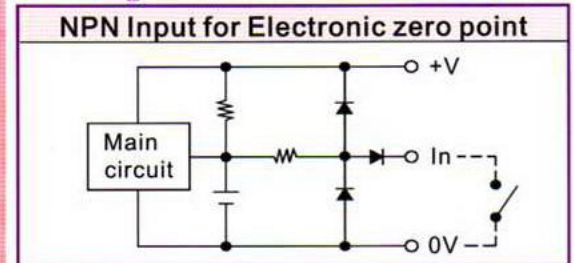 NPN Input for Electronic zero point
+V
Main
circuit
In
0V